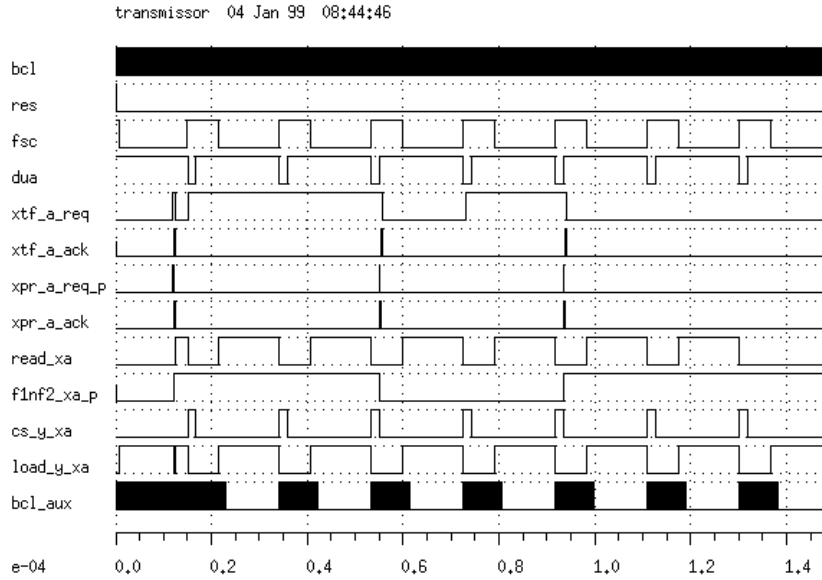 transmissor 04 Jan 99 08:44:46
bcl
res
fsc
dua
xtf_a_req
xtf_a_ack
xpr_a_req_p
xpr_a_ack
read_xa
f1nf2_xa_p
cs_y_xa
load_y_xa
bcl_aux
e-04 0.0 0.2 0.4 0.6 0.8 1.0 1.2 1.4